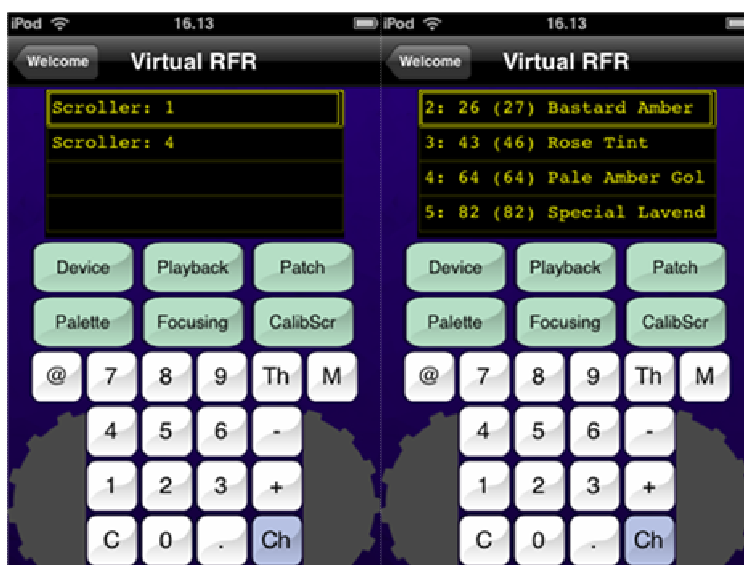 iPod 16.13
Welcome Virtual RFR
Scroller: 1
Scroller: 4
Device Playback Patch
Palette Focusing CalibScr
@ 7 8 9 Th M
4 5 6 -
1 2 3 +
C 0 . Ch
iPod 16.13
Welcome Virtual RFR
2: 26 (27) Bastard Amber
3: 43 (46) Rose Tint
4: 64 (64) Pale Amber Gol
5: 82 (82) Special Lavend
Device Playback Patch
Palette Focusing CalibScr
@ 7 8 9 Th M
4 5 6 -
1 2 3 +
C 0 . Ch